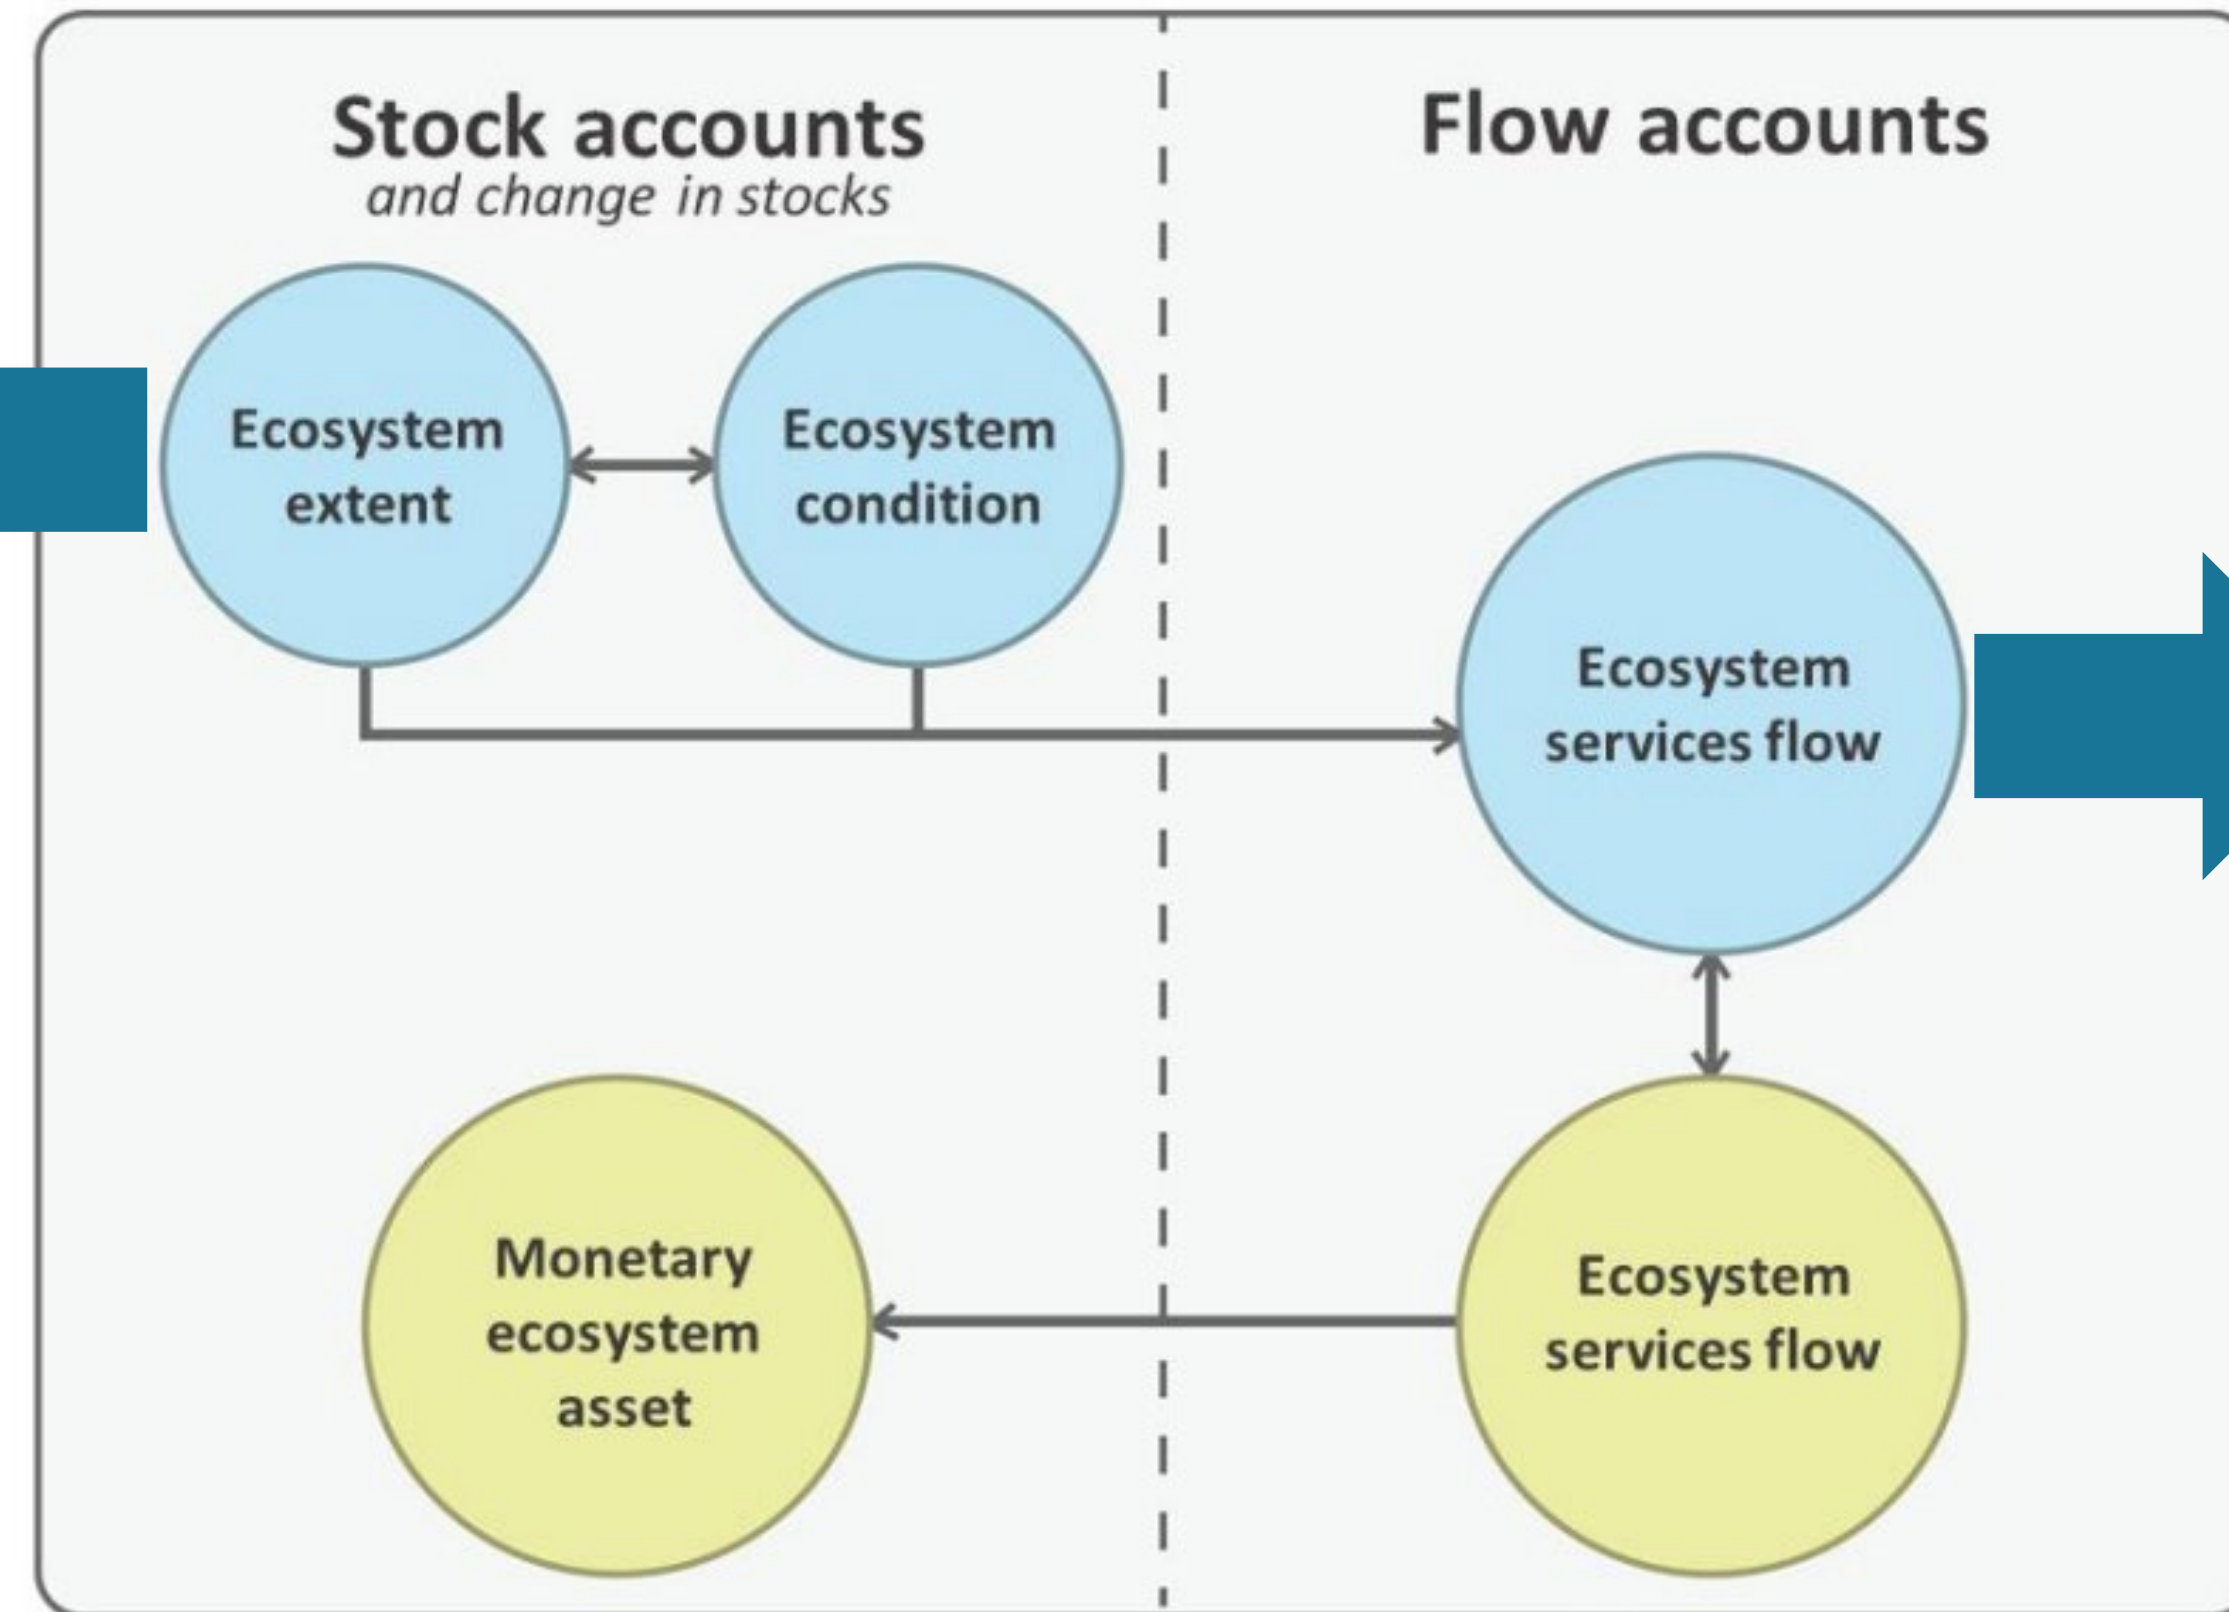 Stock accounts
and change in stocks
Flow accounts
Ecosystem
extent
Ecosystem
condition
Ecosystem
services flow
Monetary
ecosystem
asset
Ecosystem
services flow